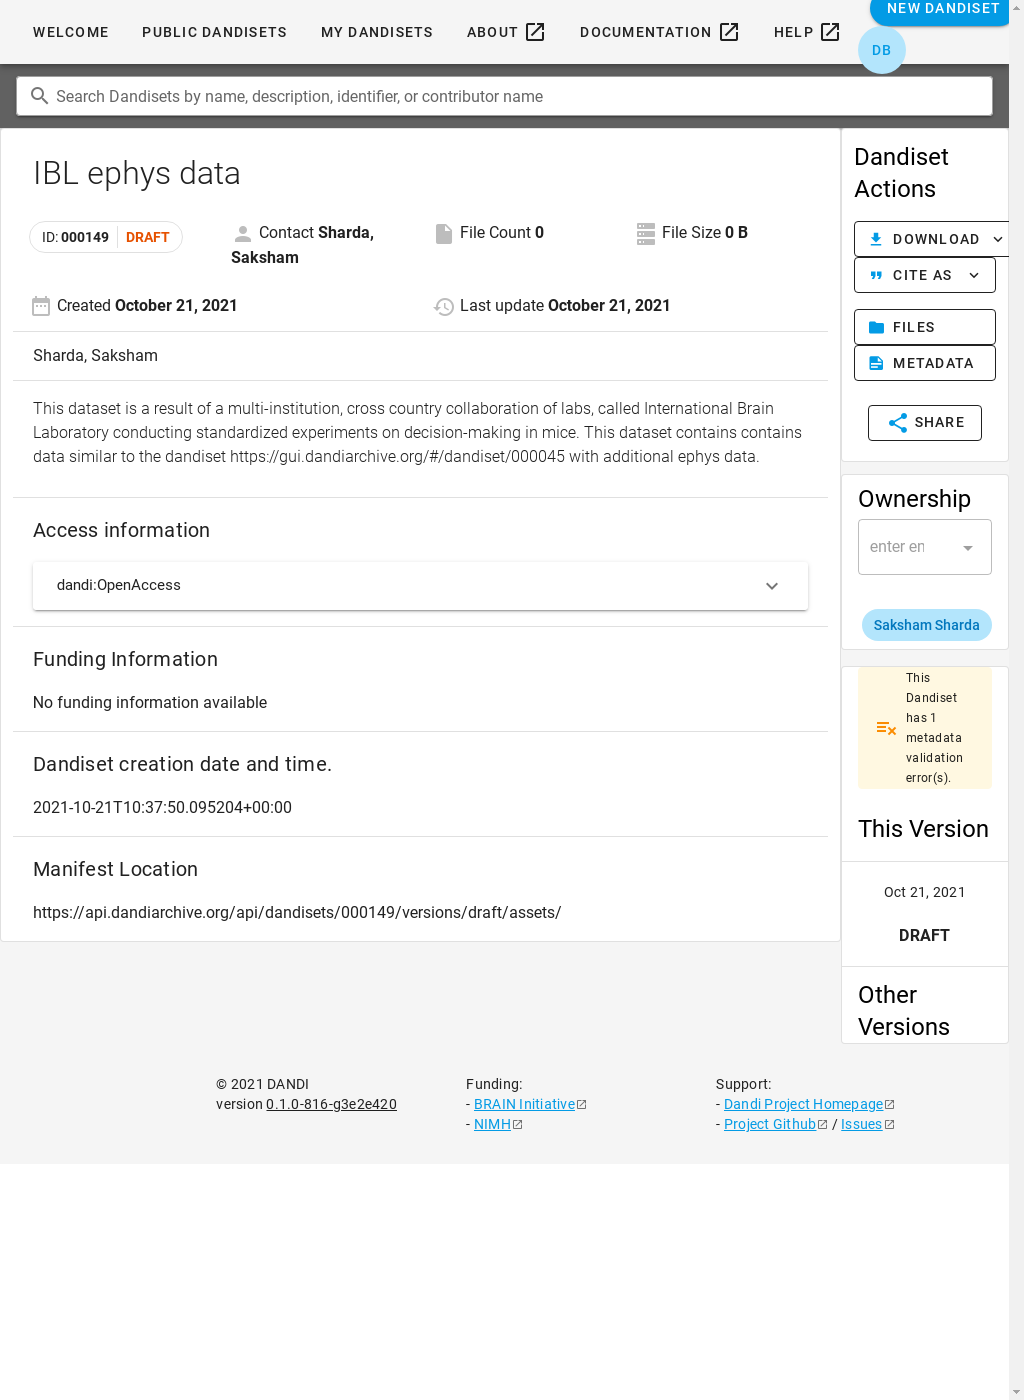 WELCOME PUBLIC DANDISETS MY DANDISETS ABOUT DOCUMENTATION HELP NEW DANDISET
DB
Search Dandisets by name, description, identifier, or contributor name
IBL ephys data
ID: 000149 DRAFT
Contact Sharda, Saksham
File Count 0
File Size 0 B
Created October 21, 2021
Last update October 21, 2021
Sharda, Saksham
This dataset is a result of a multi-institution, cross country collaboration of labs, called International Brain
Laboratory conducting standardized experiments on decision-making in mice. This dataset contains contains
data similar to the dandiset https://gui.dandiarchive.org/#/dandiset/000045 with additional ephys data.
Access information
dandi:OpenAccess
Funding Information
No funding information available
Dandiset creation date and time.
2021-10-21T10:37:50.095204+00:00
Manifest Location
https://api.dandiarchive.org/api/dandisets/000149/versions/draft/assets/
Dandiset
Actions
DOWNLOAD
CITE AS
FILES
METADATA
SHARE
Ownership
enter em
Saksham Sharda
This
Dandiset
has 1
metadata
validation
error(s).
This Version
Oct 21, 2021
DRAFT
Other
Versions
© 2021 DANDI
version 0.1.0-816-g3e2e420
Funding:
- BRAIN Initiative
- NIMH
Support:
- Dandi Project Homepage
- Project Github / Issues